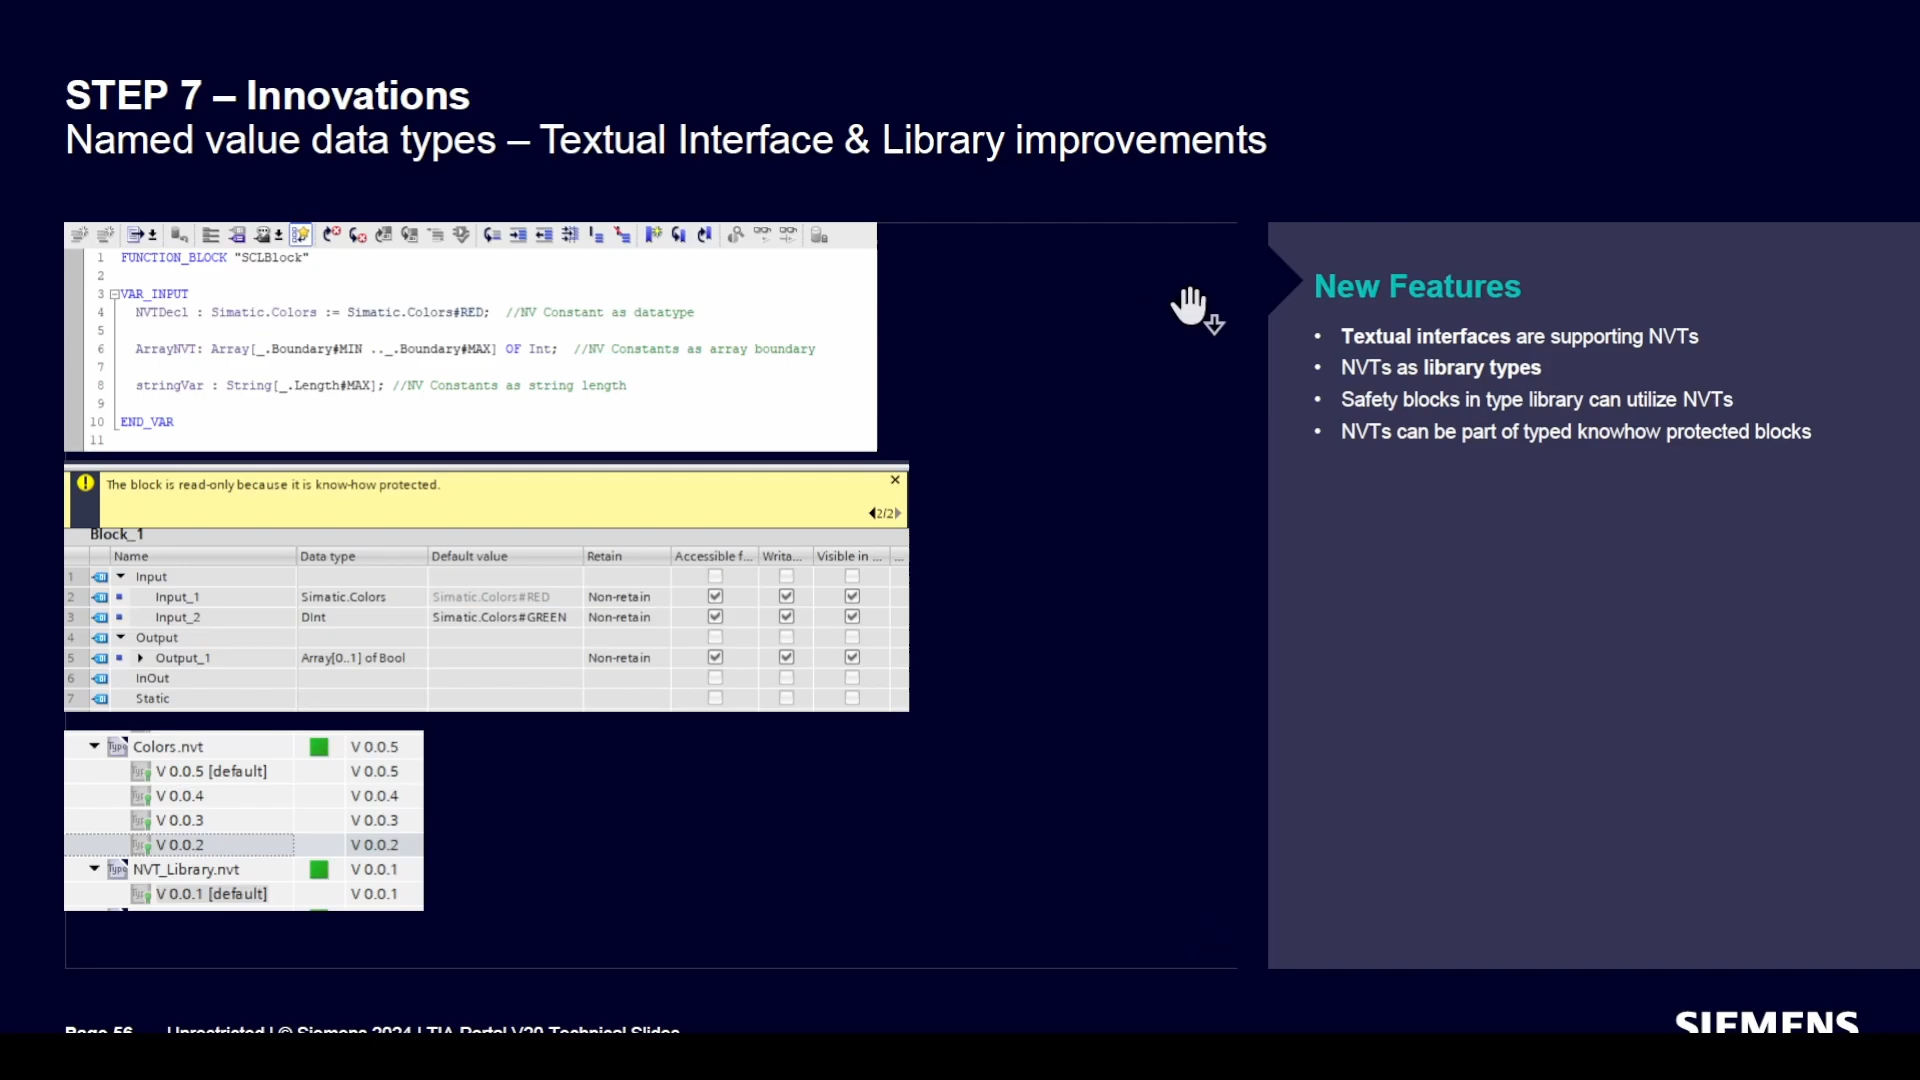 STEP 7 – Innovations
Named value data types – Textual Interface & Library improvements
1 FUNCTION_BLOCK "SCLBlock"
2
3 VAR_INPUT
4 NVTDecl : Simatic.Colors := Simatic.Colors#RED; //NV Constant as datatype
5
6 ArrayNVT: Array[_.Boundary#MIN .._.Boundary#MAX] OF Int; //NV Constants as array boundary
7
8 stringVar : String[_.Length#MAX]; //NV Constants as string length
9
10 END_VAR
11
The block is read-only because it is know-how protected.
2/2
Block_1
Name Data type Default value Retain Accessible f... Writa... Visible in ... ...
1 Input
2 Input_1 Simatic.Colors Simatic.Colors#RED Non-retain
3 Input_2 DInt Simatic.Colors#GREEN Non-retain
4 Output
5 Output_1 Array[0..1] of Bool Non-retain
6 InOut
7 Static
Colors.nvt V 0.0.5
V 0.0.5 [default] V 0.0.5
V 0.0.4 V 0.0.4
V 0.0.3 V 0.0.3
V 0.0.2 V 0.0.2
NVT_Library.nvt V 0.0.1
V 0.0.1 [default] V 0.0.1
New Features
• Textual interfaces are supporting NVTs
• NVTs as library types
• Safety blocks in type library can utilize NVTs
• NVTs can be part of typed knowhow protected blocks
Page 56 Unrestricted | © Siemens 2024 | TIA Portal V20 Technical Slides
SIEMENS